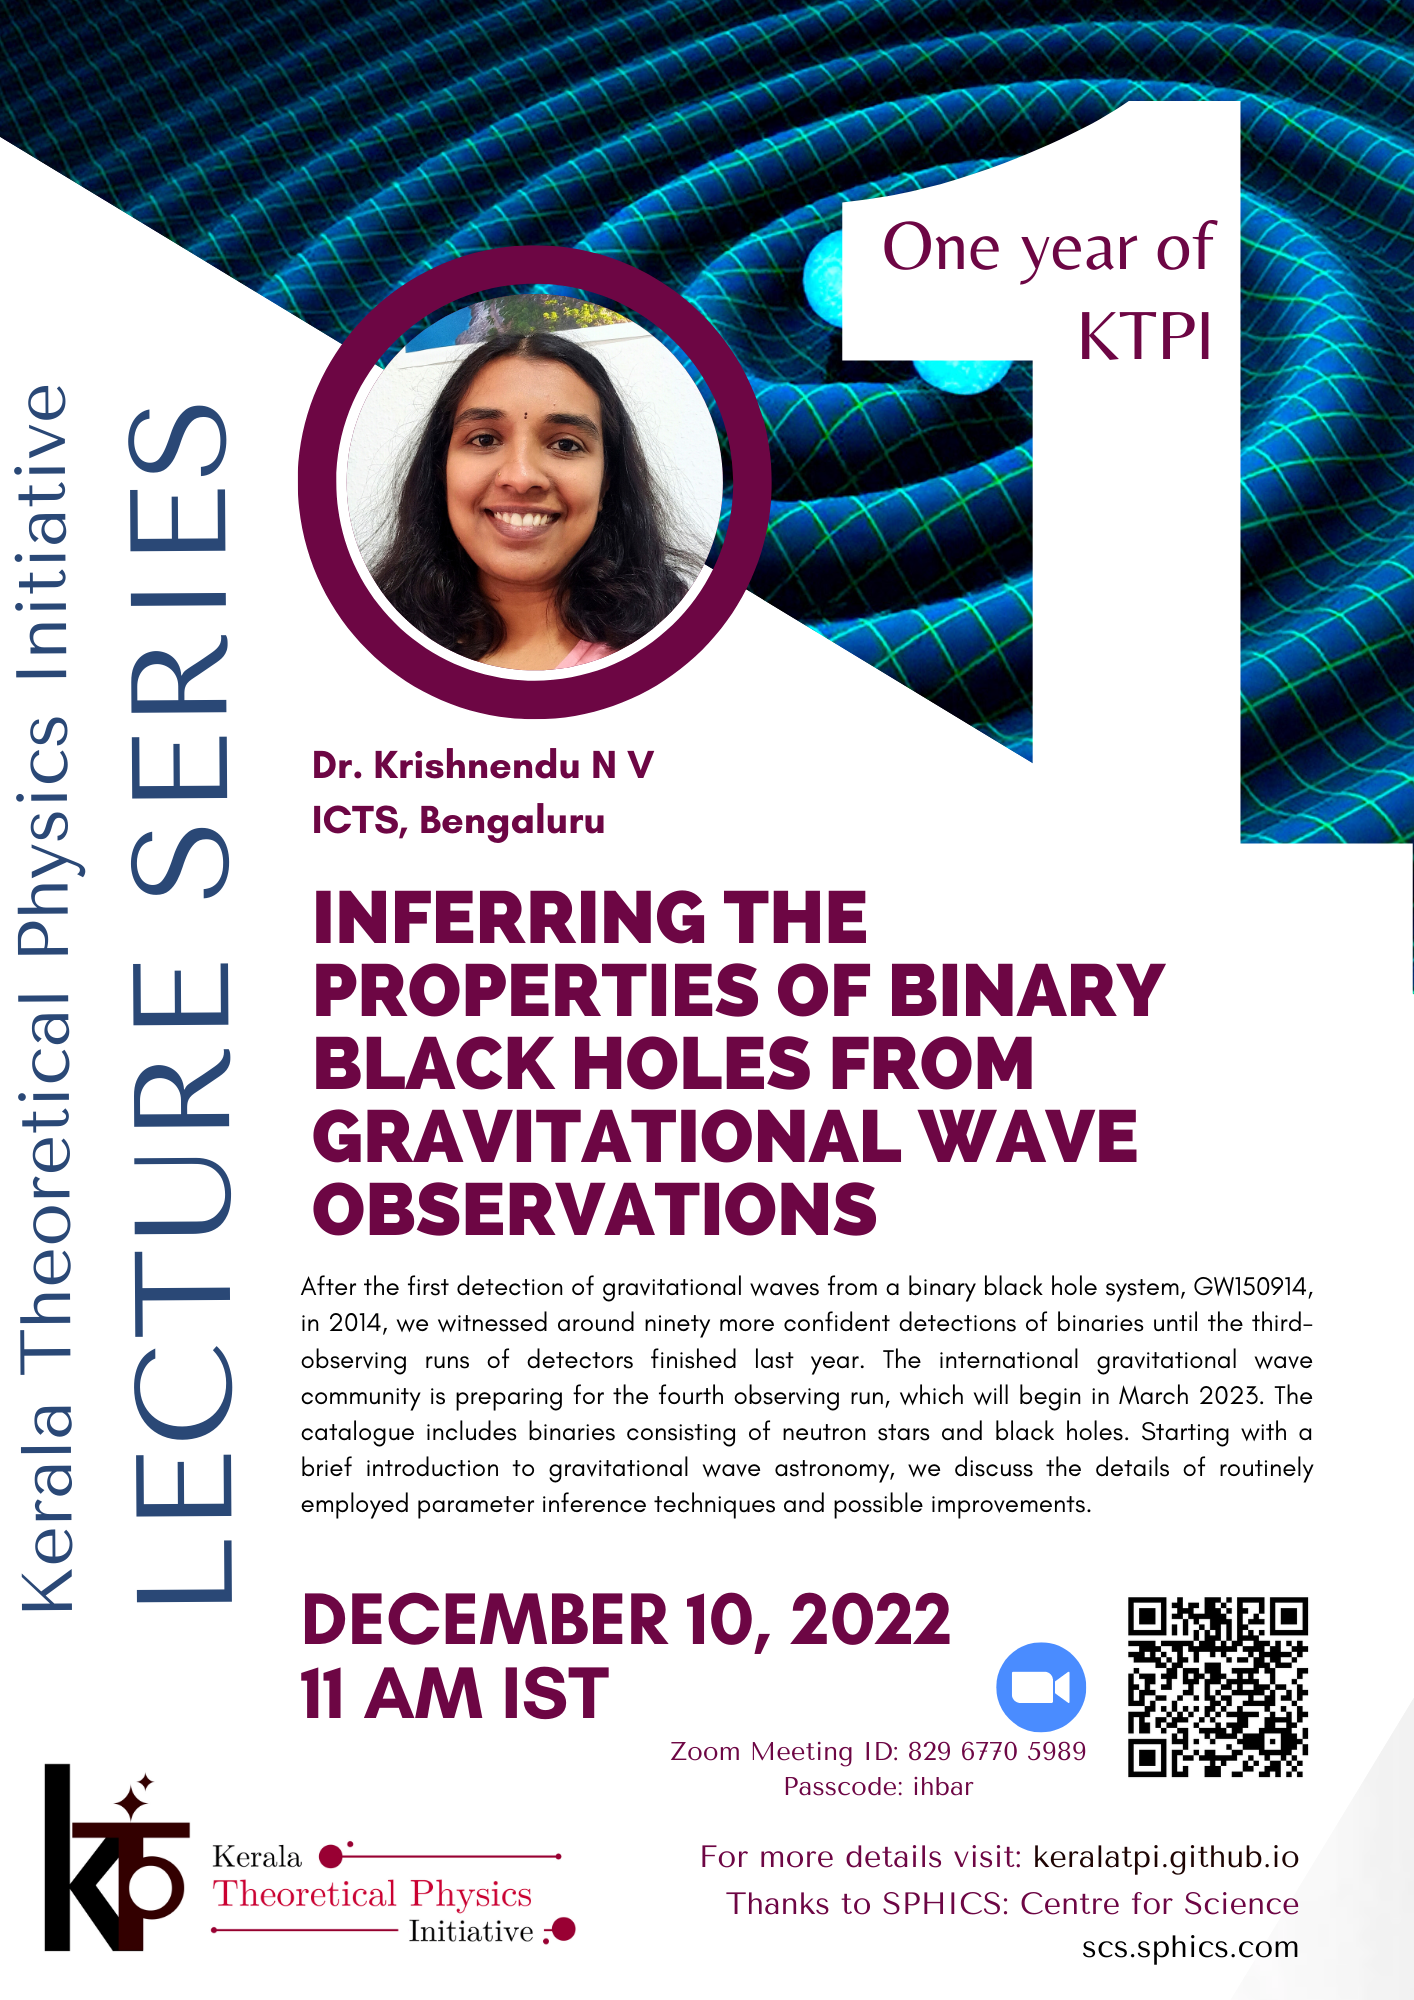 One year of
KTPI
Kerala Theoretical Physics Initiative
LECTURE SERIES
Dr. Krishnendu N V
ICTS, Bengaluru
INFERRING THE
PROPERTIES OF BINARY
BLACK HOLES FROM
GRAVITATIONAL WAVE
OBSERVATIONS
After the first detection of gravitational waves from a binary black hole system, GW150914,
in 2014, we witnessed around ninety more confident detections of binaries until the third-
observing runs of detectors finished last year. The international gravitational wave
community is preparing for the fourth observing run, which will begin in March 2023. The
catalogue includes binaries consisting of neutron stars and black holes. Starting with a
brief introduction to gravitational wave astronomy, we discuss the details of routinely
employed parameter inference techniques and possible improvements.
DECEMBER 10, 2022
11 AM IST
Zoom Meeting ID: 829 6770 5989
Passcode: ihbar
kTp
Kerala
Theoretical Physics
Initiative
For more details visit: keralatpi.github.io
Thanks to SPHICS: Centre for Science
scs.sphics.com